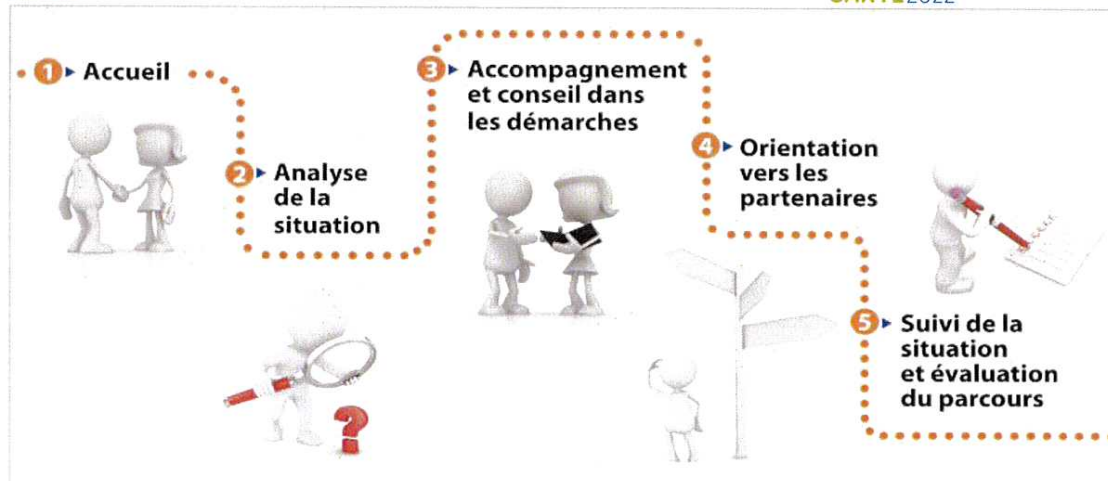 1 Accueil
2 Analyse
de la
situation
3 Accompagnement
et conseil dans
les démarches
4 Orientation
vers les
partenaires
5 Suivi de la
situation
et évaluation
du parcours